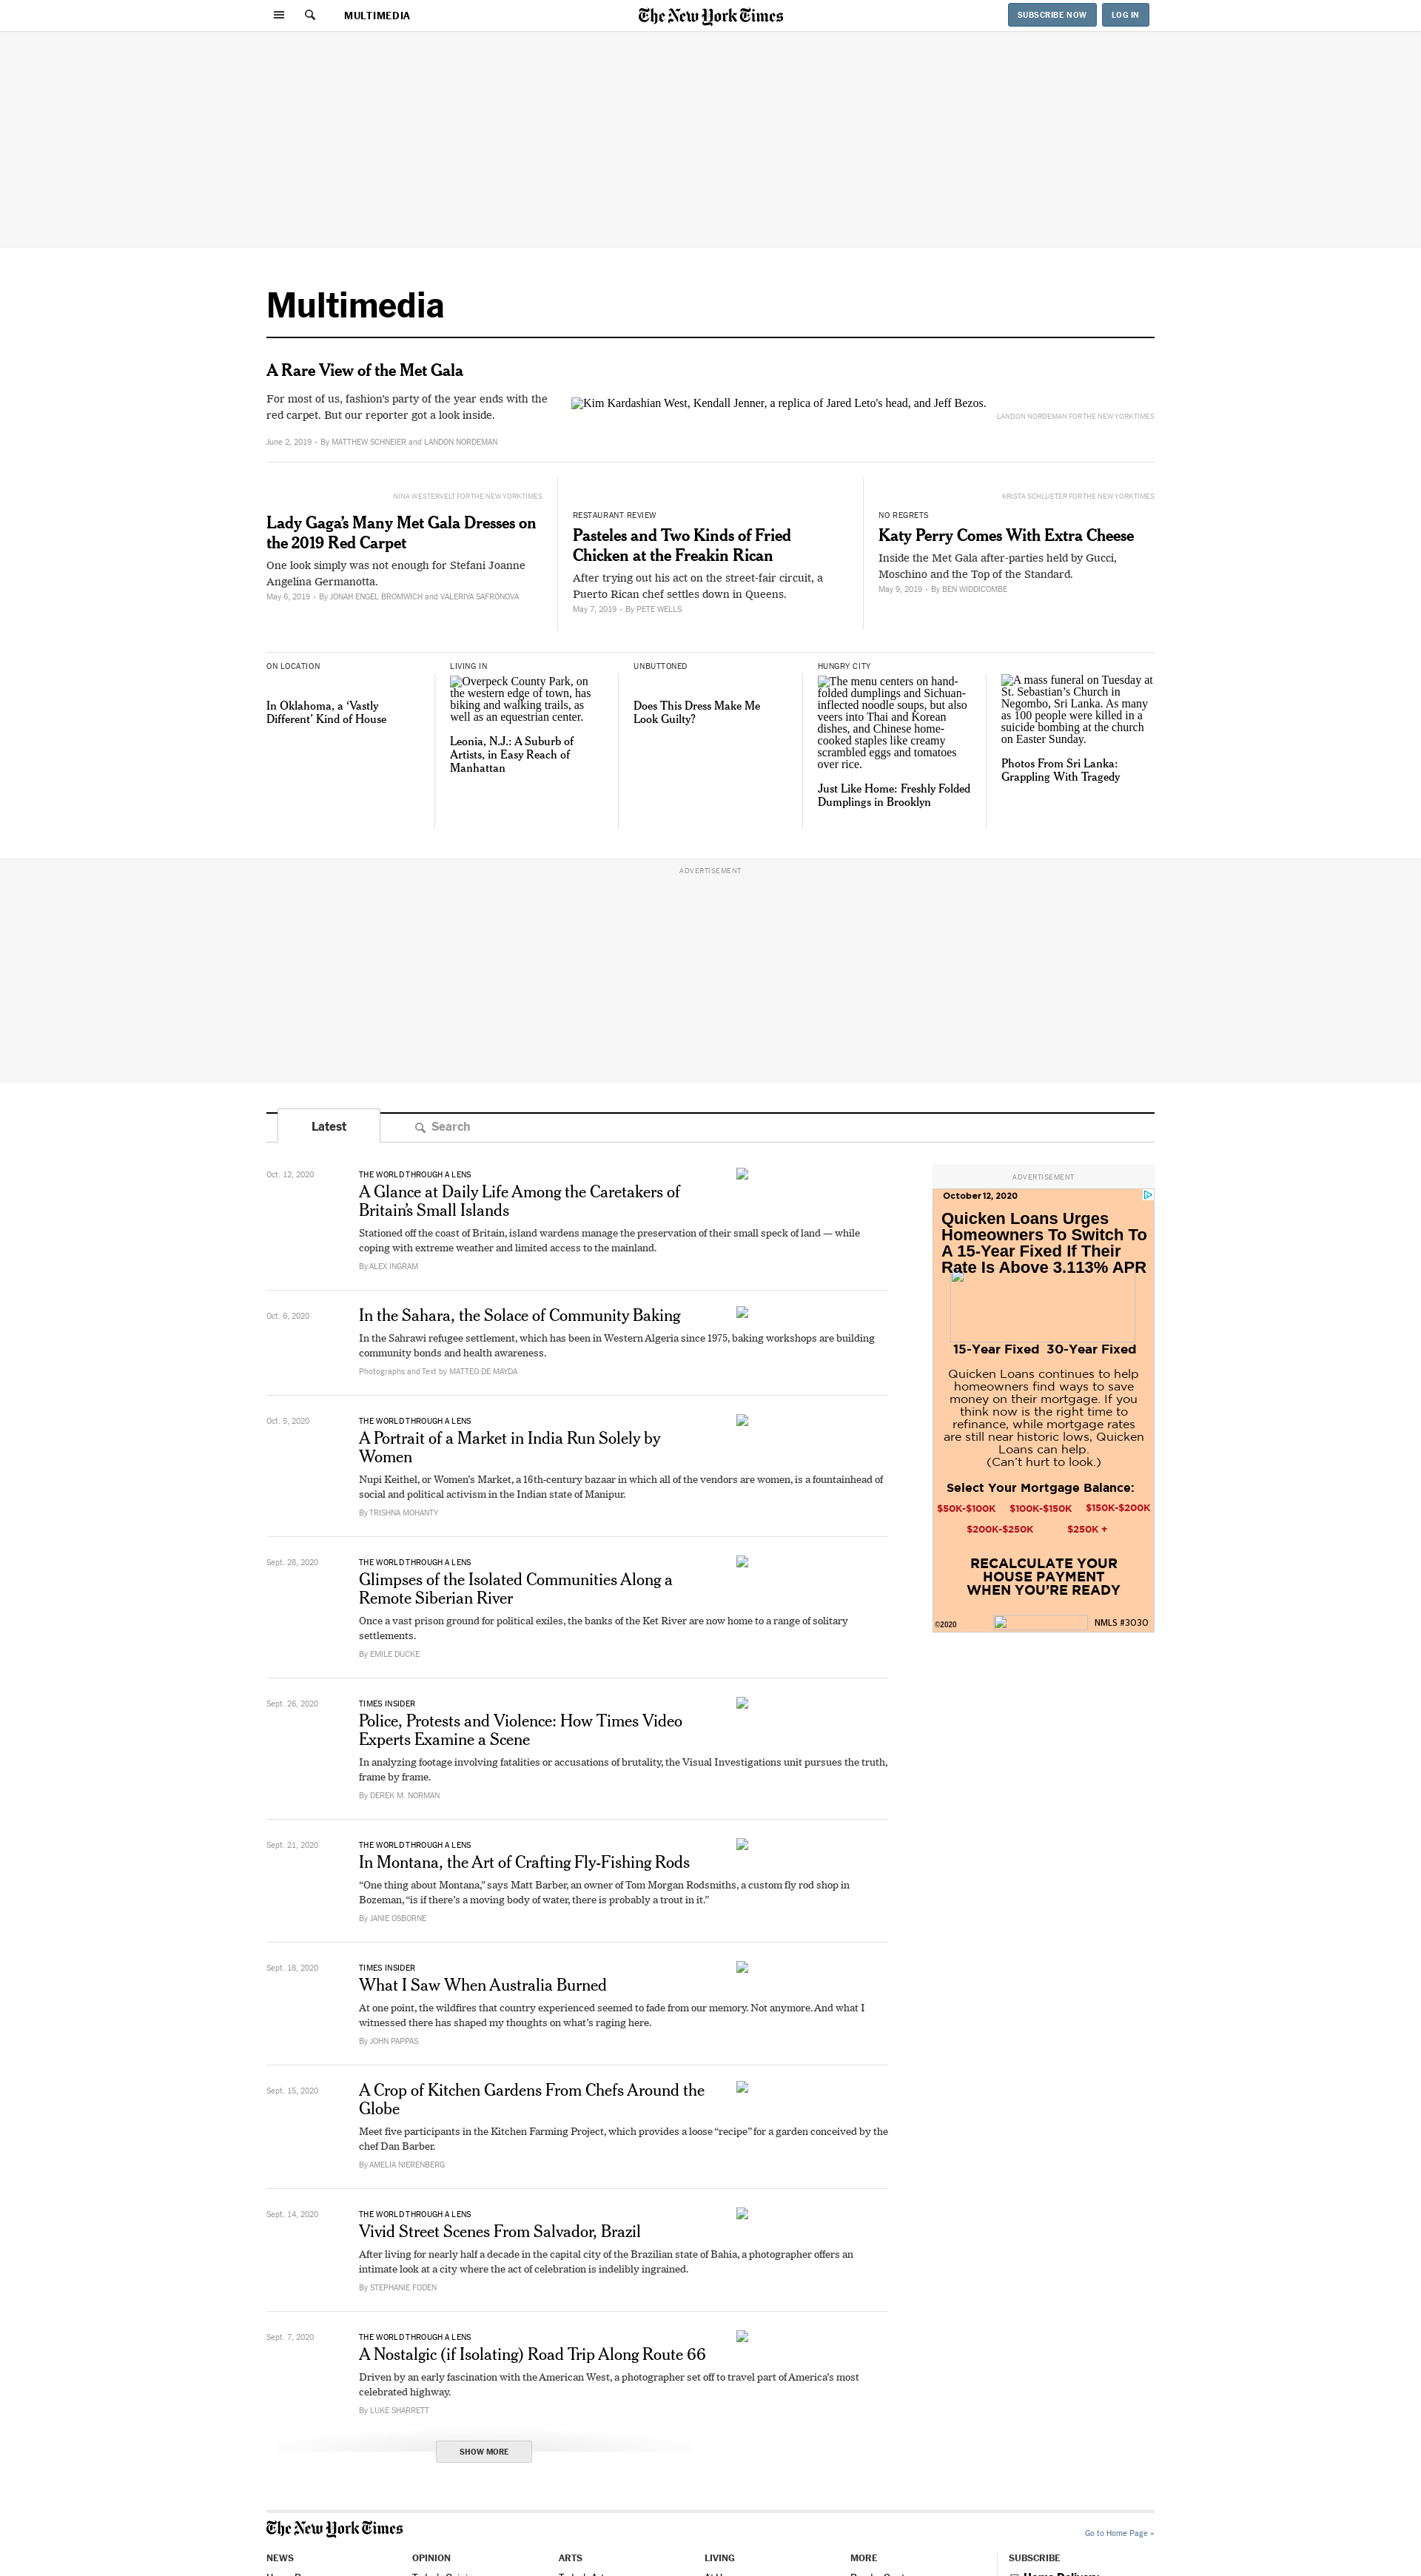 MULTIMEDIA
The New York Times
SUBSCRIBE NOW
LOG IN
Multimedia
A Rare View of the Met Gala
For most of us, fashion's party of the year ends with the
red carpet. But our reporter got a look inside.
June 2, 2019 - By MATTHEW SCHNEIER and LANDON NORDEMAN
Kim Kardashian West, Kendall Jenner, a replica of Jared Leto's head, and Jeff Bezos.
LANDON NORDEMAN FOR THE NEW YORK TIMES
NINA WESTERVELT FOR THE NEW YORK TIMES
Lady Gaga’s Many Met Gala Dresses on
the 2019 Red Carpet
One look simply was not enough for Stefani Joanne
Angelina Germanotta.
May 6, 2019 - By JONAH ENGEL BROMWICH and VALERIYA SAFRONOVA
RESTAURANT REVIEW
Pasteles and Two Kinds of Fried
Chicken at the Freakin Rican
After trying out his act on the street-fair circuit, a
Puerto Rican chef settles down in Queens.
May 7, 2019 - By PETE WELLS
KRISTA SCHLUETER FOR THE NEW YORK TIMES
NO REGRETS
Katy Perry Comes With Extra Cheese
Inside the Met Gala after-parties held by Gucci,
Moschino and the Top of the Standard.
May 9, 2019 - By BEN WIDDICOMBE
ON LOCATION
In Oklahoma, a ‘Vastly
Different’ Kind of House
LIVING IN
Overpeck County Park, on
the western edge of town, has
biking and walking trails, as
well as an equestrian center.
Leonia, N.J.: A Suburb of
Artists, in Easy Reach of
Manhattan
UNBUTTONED
Does This Dress Make Me
Look Guilty?
HUNGRY CITY
The menu centers on hand-
folded dumplings and Sichuan-
inflected noodle soups, but also
veers into Thai and Korean
dishes, and Chinese home-
cooked staples like creamy
scrambled eggs and tomatoes
over rice.
Just Like Home: Freshly Folded
Dumplings in Brooklyn
A mass funeral on Tuesday at
St. Sebastian’s Church in
Negombo, Sri Lanka. As many
as 100 people were killed in a
suicide bombing at the church
on Easter Sunday.
Photos From Sri Lanka:
Grappling With Tragedy
ADVERTISEMENT
Latest
Search
Oct. 12, 2020
THE WORLD THROUGH A LENS
A Glance at Daily Life Among the Caretakers of
Britain’s Small Islands
Stationed off the coast of Britain, island wardens manage the preservation of their small speck of land — while
coping with extreme weather and limited access to the mainland.
By ALEX INGRAM
Oct. 6, 2020
In the Sahara, the Solace of Community Baking
In the Sahrawi refugee settlement, which has been in Western Algeria since 1975, baking workshops are building
community bonds and health awareness.
Photographs and Text by MATTEO DE MAYDA
Oct. 5, 2020
THE WORLD THROUGH A LENS
A Portrait of a Market in India Run Solely by
Women
Nupi Keithel, or Women’s Market, a 16th-century bazaar in which all of the vendors are women, is a fountainhead of
social and political activism in the Indian state of Manipur.
By TRISHNA MOHANTY
Sept. 28, 2020
THE WORLD THROUGH A LENS
Glimpses of the Isolated Communities Along a
Remote Siberian River
Once a vast prison ground for political exiles, the banks of the Ket River are now home to a range of solitary
settlements.
By EMILE DUCKE
Sept. 26, 2020
TIMES INSIDER
Police, Protests and Violence: How Times Video
Experts Examine a Scene
In analyzing footage involving fatalities or accusations of brutality, the Visual Investigations unit pursues the truth,
frame by frame.
By DEREK M. NORMAN
Sept. 21, 2020
THE WORLD THROUGH A LENS
In Montana, the Art of Crafting Fly-Fishing Rods
“One thing about Montana,” says Matt Barber, an owner of Tom Morgan Rodsmiths, a custom fly rod shop in
Bozeman, “is if there’s a moving body of water, there is probably a trout in it.”
By JANIE OSBORNE
Sept. 18, 2020
TIMES INSIDER
What I Saw When Australia Burned
At one point, the wildfires that country experienced seemed to fade from our memory. Not anymore. And what I
witnessed there has shaped my thoughts on what’s raging here.
By JOHN PAPPAS
Sept. 15, 2020
A Crop of Kitchen Gardens From Chefs Around the
Globe
Meet five participants in the Kitchen Farming Project, which provides a loose “recipe” for a garden conceived by the
chef Dan Barber.
By AMELIA NIERENBERG
Sept. 14, 2020
THE WORLD THROUGH A LENS
Vivid Street Scenes From Salvador, Brazil
After living for nearly half a decade in the capital city of the Brazilian state of Bahia, a photographer offers an
intimate look at a city where the act of celebration is indelibly ingrained.
By STEPHANIE FODEN
Sept. 7, 2020
THE WORLD THROUGH A LENS
A Nostalgic (if Isolating) Road Trip Along Route 66
Driven by an early fascination with the American West, a photographer set off to travel part of America’s most
celebrated highway.
By LUKE SHARRETT
SHOW MORE
ADVERTISEMENT
October 12, 2020
Quicken Loans Urges
Homeowners To Switch To
A 15-Year Fixed If Their
Rate Is Above 3.113% APR
15-Year Fixed 30-Year Fixed
Quicken Loans continues to help
homeowners find ways to save
money on their mortgage. If you
think now is the right time to
refinance, while mortgage rates
are still near historic lows, Quicken
Loans can help.
(Can’t hurt to look.)
Select Your Mortgage Balance:
$50K-$100K $100K-$150K $150K-$200K
$200K-$250K $250K +
RECALCULATE YOUR
HOUSE PAYMENT
WHEN YOU’RE READY
©2020
NMLS #3030
The New York Times
Go to Home Page »
NEWS
OPINION
ARTS
LIVING
MORE
SUBSCRIBE